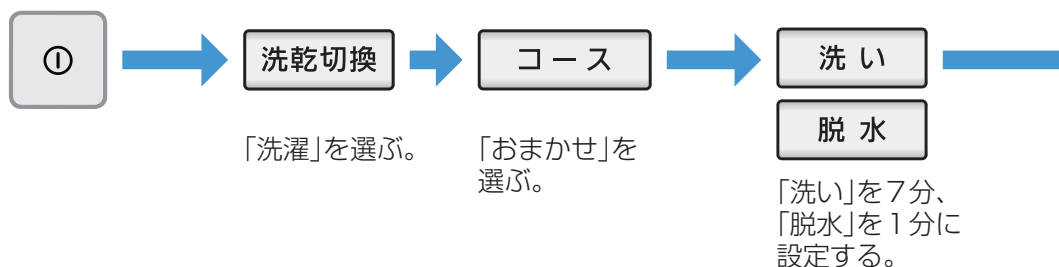 洗乾切換
コース
洗い
脱水
「洗濯」を選ぶ。
「おまかせ」を
選ぶ。
「洗い」を7分、
「脱水」を1分に
設定する。